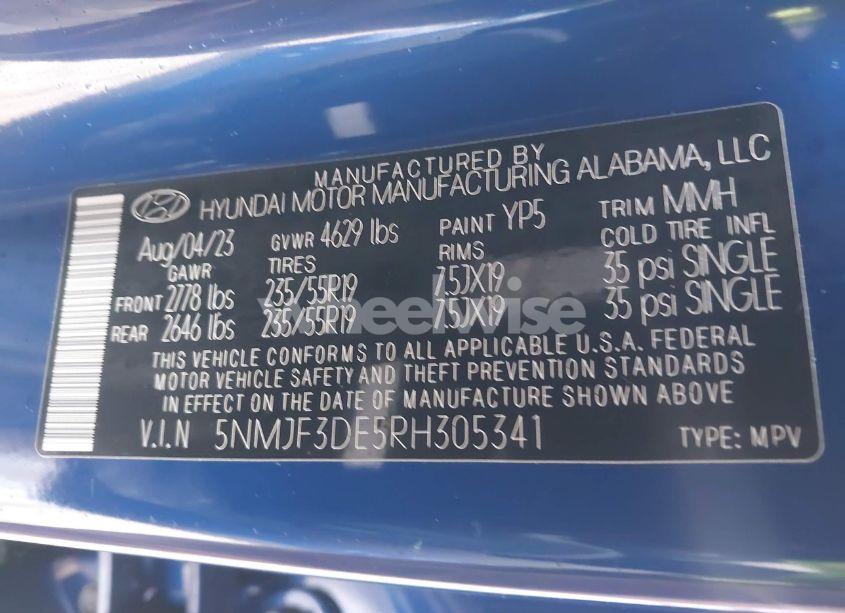 MANUFACTURED BY
HYUNDAI MOTOR MANUFACTURING ALABAMA, LLC
Aug/04/23 GVWR 4629 lbs PAINT YP5 TRIM MMH
GAWR TIRES RIMS COLD TIRE INFL
FRONT 2778 lbs 235/55R19 7.5JX19 35 psi SINGLE
REAR 2646 lbs 235/55R19 7.5JX19 35 psi SINGLE
wheelwise
THIS VEHICLE CONFORMS TO ALL APPLICABLE U.S.A. FEDERAL
MOTOR VEHICLE SAFETY AND THEFT PREVENTION STANDARDS
IN EFFECT ON THE DATE OF MANUFACTURE SHOWN ABOVE
V.I.N 5NMJF3DE5RH305341 TYPE: MPV